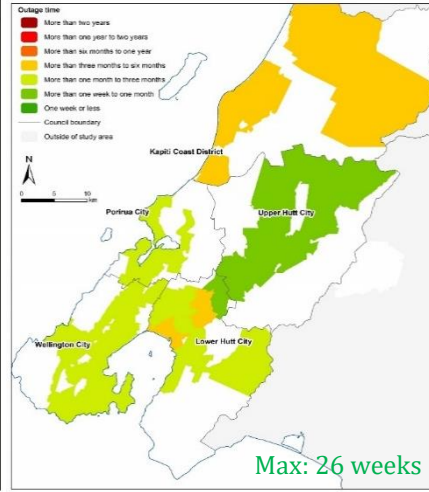 Outage time
More than two years
More than one year to two years
More than six months to one year
More than three months to six months
More than one month to three months
More than one week to one month
One week or less
Council boundary
Outside of study area
N
0 5 10
km
Kapiti Coast District
Porirua City
Upper Hutt City
Wellington City
Lower Hutt City
Max: 26 weeks